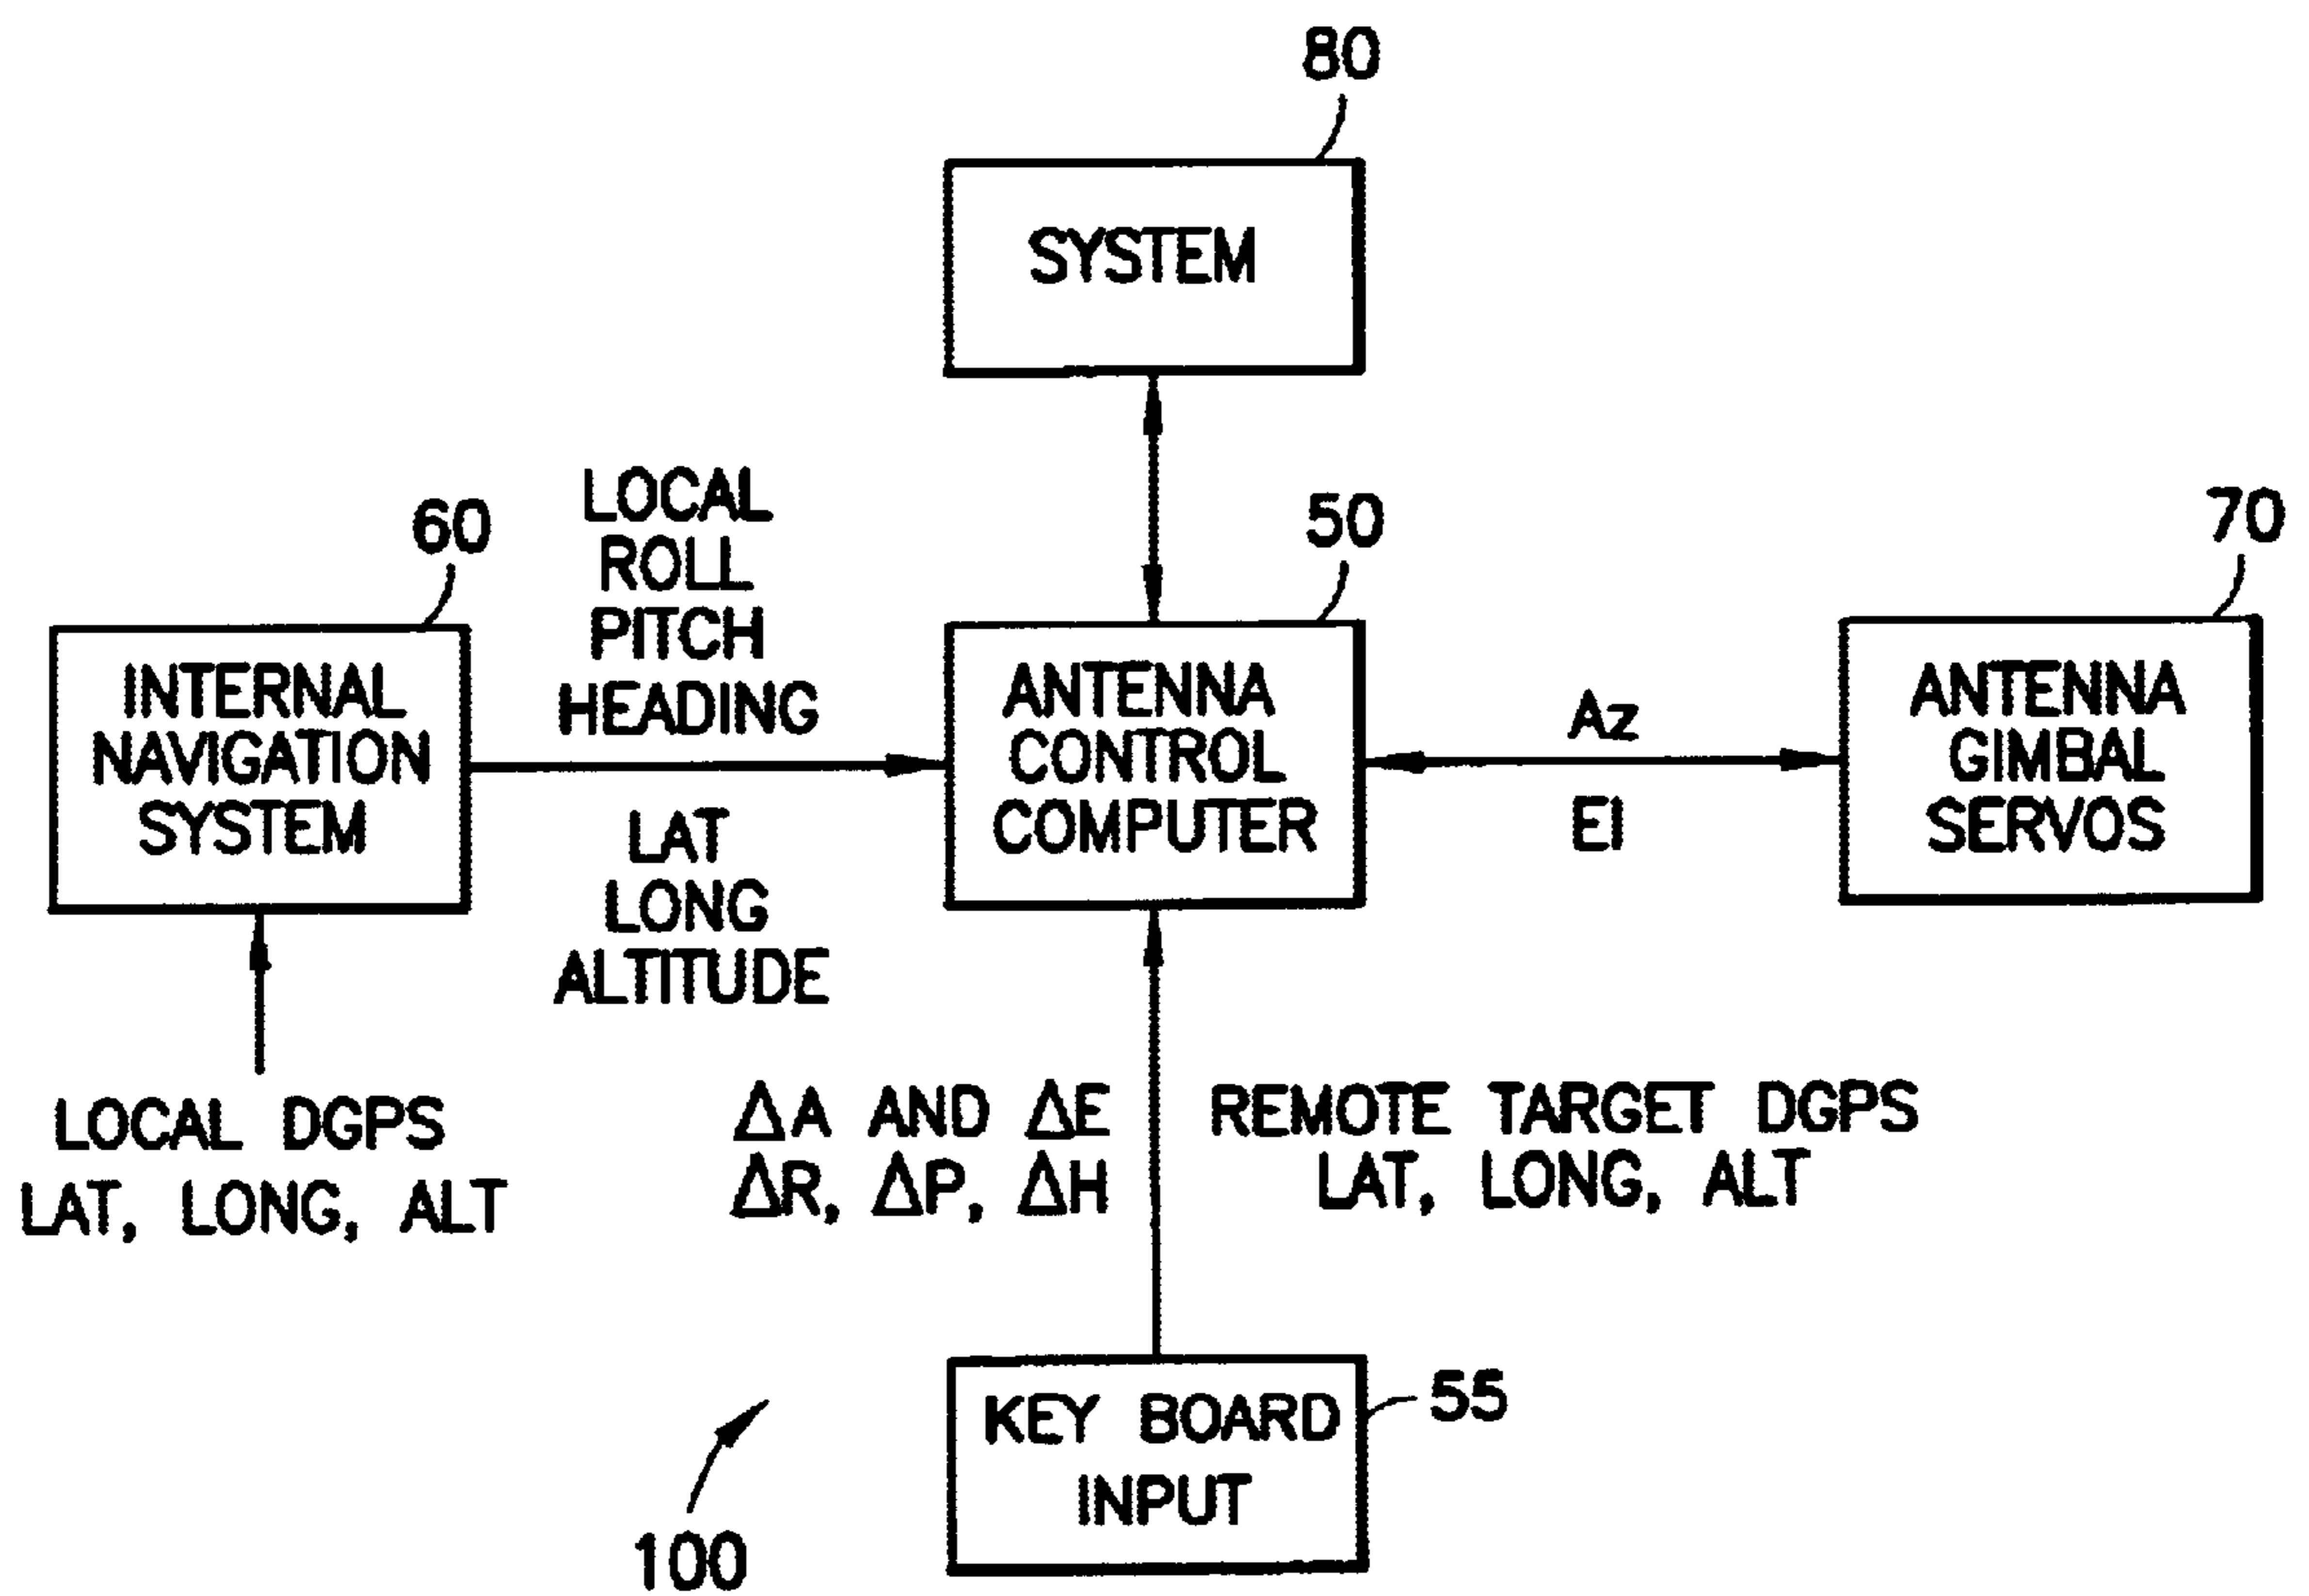 80
SYSTEM
60
LOCAL
ROLL
PITCH
HEADING
50
70
INTERNAL
NAVIGATION
SYSTEM
LAT
LONG
ALTITUDE
ANTENNA
CONTROL
COMPUTER
Az
El
ANTENNA
GIMBAL
SERVOS
LOCAL DGPS
LAT, LONG, ALT
ΔA AND ΔE
ΔR, ΔP, ΔH
REMOTE TARGET DGPS
LAT, LONG, ALT
KEY BOARD
INPUT
55
100